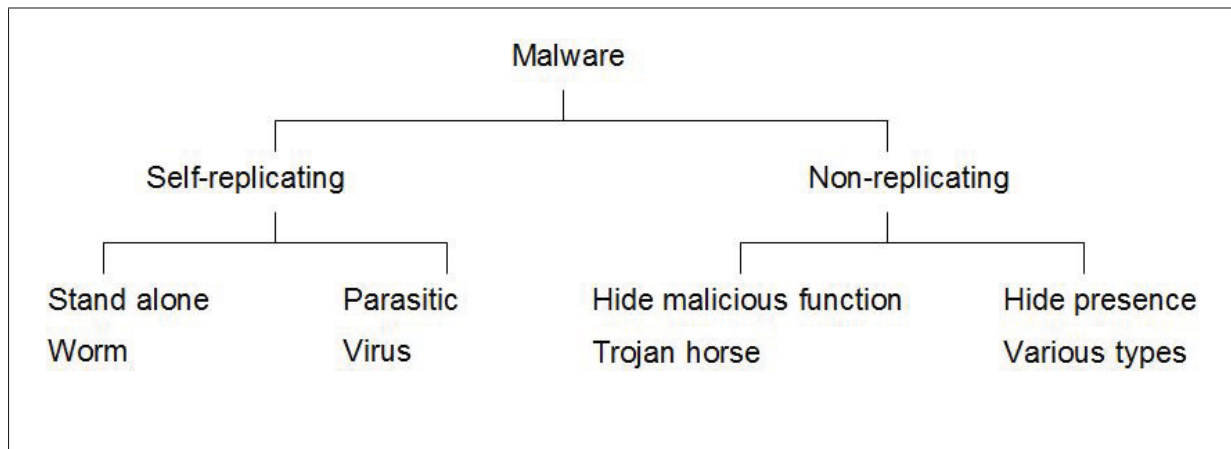 Malware
Self-replicating Non-replicating
Stand alone Parasitic Hide malicious function Hide presence
Worm Virus Trojan horse Various types